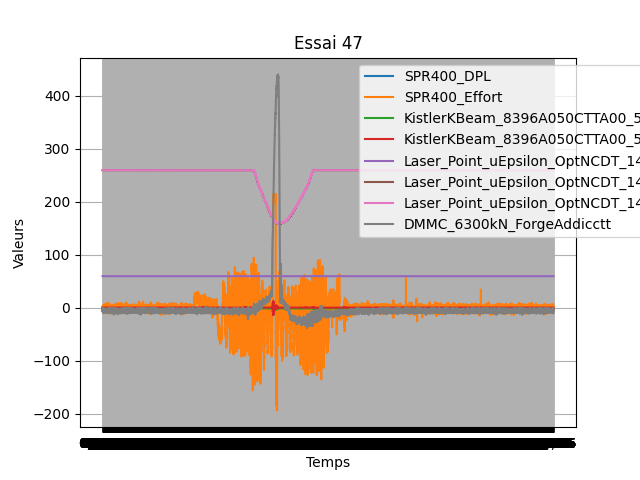 Essai 47
SPR400_DPL
SPR400_Effort
KistlerKBeam_8396A050CTTA00_5
KistlerKBeam_8396A050CTTA00_5
Laser_Point_uEpsilon_OptNCDT_14
Laser_Point_uEpsilon_OptNCDT_14
Laser_Point_uEpsilon_OptNCDT_14
DMMC_6300kN_ForgeAddicctt
400
300
200
100
0
−100
−200
Valeurs
Temps